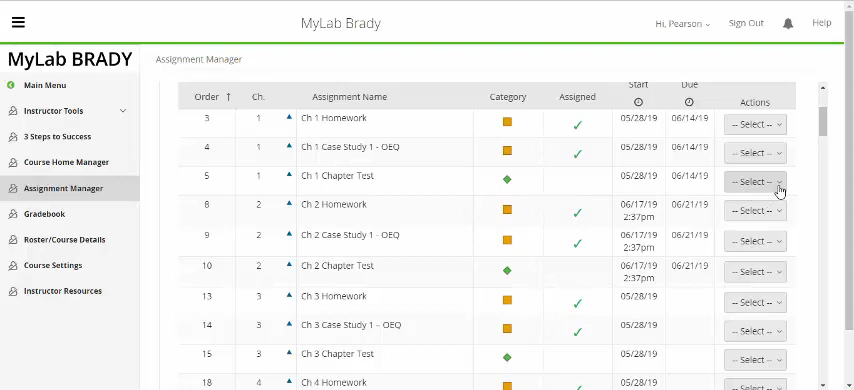 MyLab Brady
Hi, Pearson
Sign Out
Help
MyLab BRADY
Assignment Manager
Main Menu
Instructor Tools
3 Steps to Success
Course Home Manager
Assignment Manager
Gradebook
Roster/Course Details
Course Settings
Instructor Resources
Order ↑ Ch. Assignment Name Category Assigned Start Due Actions
3 1 Ch 1 Homework ✓ 05/28/19 06/14/19 -- Select --
4 1 Ch 1 Case Study 1 - OEQ ✓ 05/28/19 06/14/19 -- Select --
5 1 Ch 1 Chapter Test 05/28/19 06/14/19 -- Select --
8 2 Ch 2 Homework ✓ 06/17/19 06/21/19 -- Select --
2:37pm
9 2 Ch 2 Case Study 1 - OEQ ✓ 06/17/19 06/21/19 -- Select --
2:37pm
10 2 Ch 2 Chapter Test 06/17/19 06/21/19 -- Select --
2:37pm
13 3 Ch 3 Homework ✓ 05/28/19 -- Select --
14 3 Ch 3 Case Study 1 – OEQ ✓ 05/28/19 -- Select --
15 3 Ch 3 Chapter Test 05/28/19 -- Select --
18 4 Ch 4 Homework ✓ 05/28/19 -- Select --